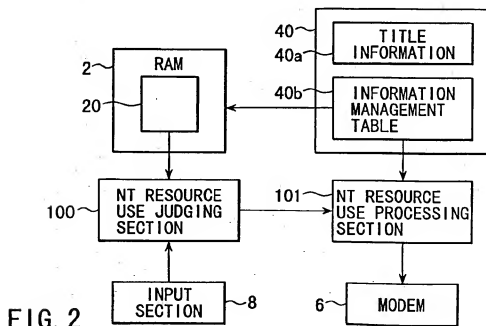 40
TITLE
INFORMATION
40a
2
RAM
20
40b
INFORMATION
MANAGEMENT
TABLE
100
NT RESOURCE
USE JUDGING
SECTION
101
NT RESOURCE
USE PROCESSING
SECTION
INPUT
SECTION
8
6
MODEM
FIG. 2